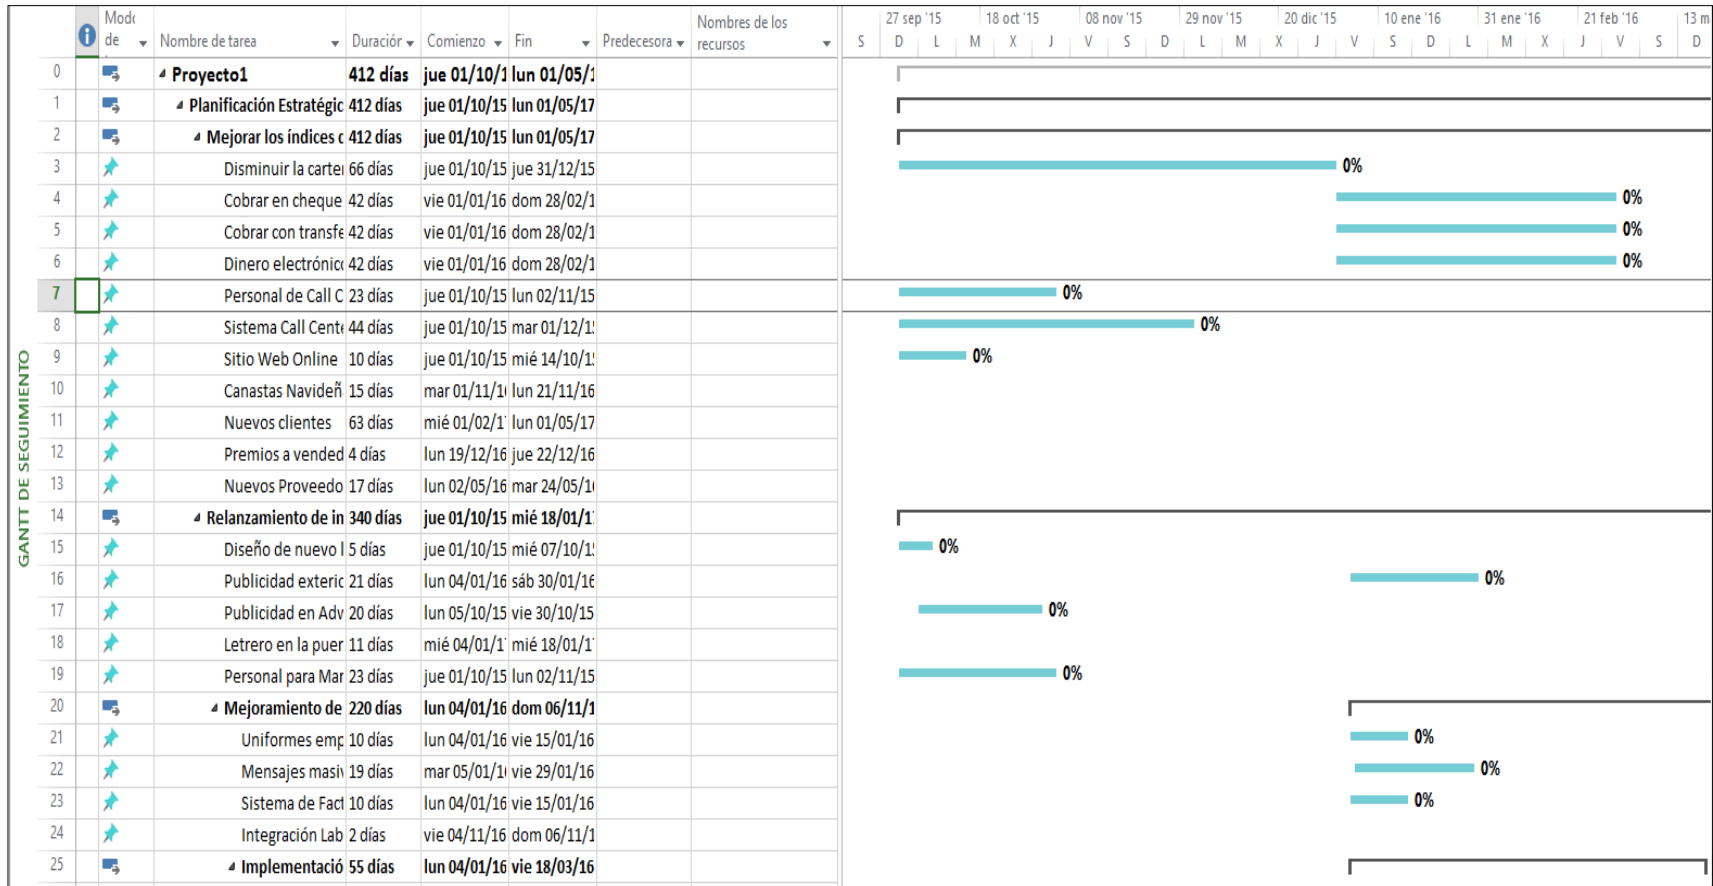 GANTT DE SEGUIMIENTO
Modo de Nombre de tarea Duración Comienzo Fin Predecesora Nombres de los recursos
27 sep '15 18 oct '15 08 nov '15 29 nov '15 20 dic '15 10 ene '16 31 ene '16 21 feb '16 13 m
S D L M X J V S D L M X J V S D L M X J V S D
0 Proyecto1 412 días jue 01/10/1 lun 01/05/1
1 Planificación Estratégic 412 días jue 01/10/15 lun 01/05/17
2 Mejorar los índices d 412 días jue 01/10/15 lun 01/05/17
3 Disminuir la carter 66 días jue 01/10/15 jue 31/12/15 0%
4 Cobrar en cheque 42 días vie 01/01/16 dom 28/02/1 0%
5 Cobrar con transfe 42 días vie 01/01/16 dom 28/02/1 0%
6 Dinero electrónico 42 días vie 01/01/16 dom 28/02/1 0%
7 Personal de Call C 23 días jue 01/10/15 lun 02/11/15 0%
8 Sistema Call Cente 44 días jue 01/10/15 mar 01/12/1 0%
9 Sitio Web Online 10 días jue 01/10/15 mié 14/10/1 0%
10 Canastas Navideñ 15 días mar 01/11/1 lun 21/11/16
11 Nuevos clientes 63 días mié 01/02/1 lun 01/05/17
12 Premios a vended 4 días lun 19/12/16 jue 22/12/16
13 Nuevos Proveedo 17 días lun 02/05/16 mar 24/05/1
14 Relanzamiento de in 340 días jue 01/10/15 mié 18/01/1
15 Diseño de nuevo l 5 días jue 01/10/15 mié 07/10/1 0%
16 Publicidad exteric 21 días lun 04/01/16 sáb 30/01/16 0%
17 Publicidad en Adv 20 días lun 05/10/15 vie 30/10/15 0%
18 Letrero en la puer 11 días mié 04/01/1 mié 18/01/1
19 Personal para Mar 23 días jue 01/10/15 lun 02/11/15 0%
20 Mejoramiento de 220 días lun 04/01/16 dom 06/11/1
21 Uniformes emp 10 días lun 04/01/16 vie 15/01/16 0%
22 Mensajes masiv 19 días mar 05/01/1 vie 29/01/16 0%
23 Sistema de Fact 10 días lun 04/01/16 vie 15/01/16 0%
24 Integración Lab 2 días vie 04/11/16 dom 06/11/1
25 Implementació 55 días lun 04/01/16 vie 18/03/16